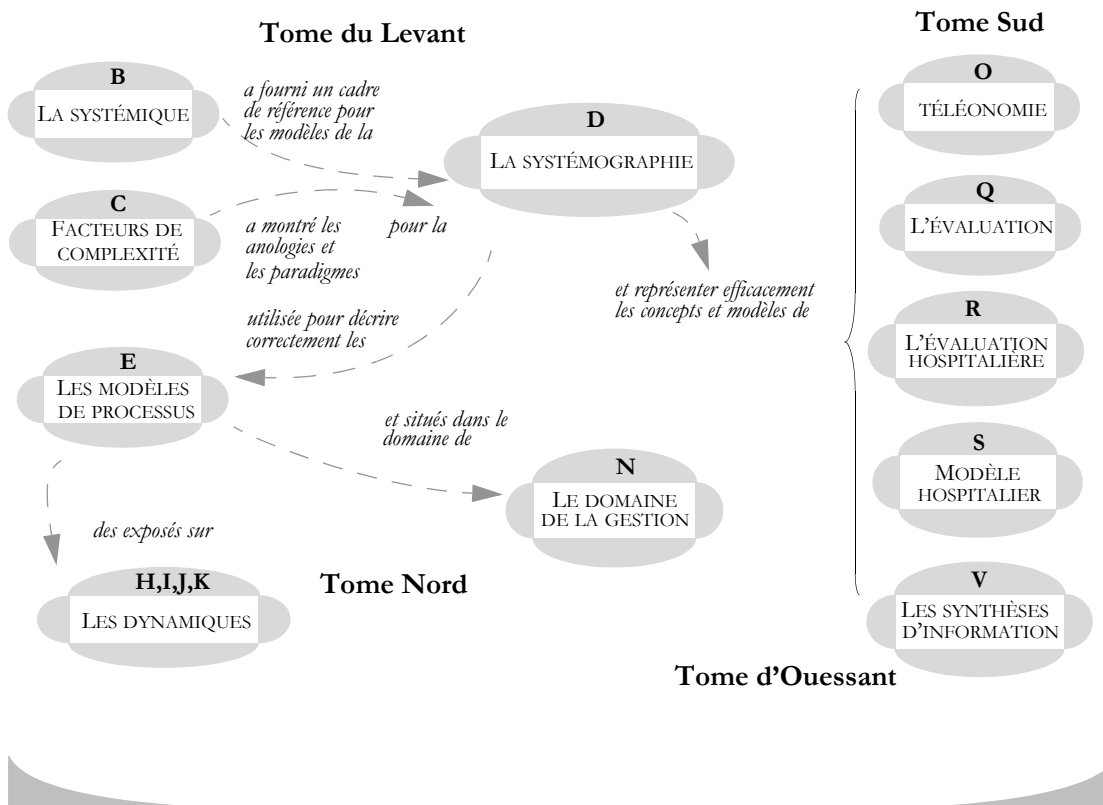 Tome du Levant
Tome Sud
B
LA SYSTÉMIQUE
a fourni un cadre
de référence pour
les modèles de la
D
LA SYSTÉMOGRAPHIE
C
FACTEURS DE
COMPLEXITÉ
a montré les
anologies et
les paradigmes
pour la
utilisée pour décrire
correctement les
et représenter efficacement
les concepts et modèles de
E
LES MODÈLES
DE PROCESSUS
et situés dans le
domaine de
N
LE DOMAINE
DE LA GESTION
des exposés sur
H,I,J,K
LES DYNAMIQUES
Tome Nord
O
TÉLÉONOMIE
Q
L'ÉVALUATION
R
L'ÉVALUATION
HOSPITALIÈRE
S
MODÈLE
HOSPITALIER
V
LES SYNTHÈSES
D'INFORMATION
Tome d'Ouessant